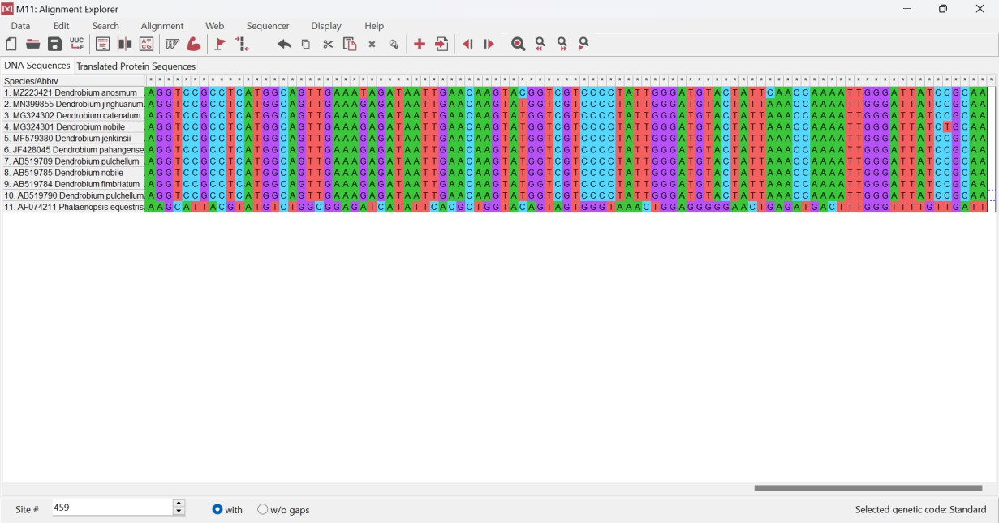 M11: Alignment Explorer
Data Edit Search Alignment Web Sequencer Display Help
DNA Sequences Translated Protein Sequences
Species/Abbrv
1. MZ223421 Dendrobium anosmum AGGTCCGCCTCATGGCAGTTGAAATAGATAATTGAACAAGTACGGTCGTCCCCTATTGGGATGTACTATTCAACCAAAATTGGGATTATCCGCAA
2. MN399855 Dendrobium jinghuanum AGGTCCGCCTCATGGCAGTTGAAAGAGATAATTGAACAAGTATGGTCGTCCCCTATTGGGATGTACTATTAAACCAAAATTGGGATTATCCGCAA
3. MG324302 Dendrobium catenatum AGGTCCGCCTCATGGCAGTTGAAAGAGATAATTGAACAAGTATGGTCGTCCCCTATTGGGATGTACTATTAAACCAAAATTGGGATTATCCGCAA
4. MG324301 Dendrobium nobile AGGTCCGCCTCATGGCAGTTGAAAGAGATAATTGAACAAGTATGGTCGTCCCCTATTGGGATGTACTATTAAACCAAAATTGGGATTATCTGCAA
5. MF579380 Dendrobium jenkinsii AGGTCCGCCTCATGGCAGTTGAAAGAGATAATTGAACAAGTATGGTCGTCCCCTATTGGGATGTACTATTAAACCAAAATTGGGATTATCCGCAA
6. JF428045 Dendrobium pahangense AGGTCCGCCTCATGGCAGTTGAAAGAGATAATTGAACAAGTATGGTCGTCCCCTATTGGGATGTACTATTAAACCAAAATTGGGATTATCCGCAA
7. AB519789 Dendrobium pulchellum AGGTCCGCCTCATGGCAGTTGAAAGAGATAATTGAACAAGTATGGTCGTCCCCTATTGGGATGTACTATTAAACCAAAATTGGGATTATCCGCAA
8. AB519785 Dendrobium nobile AGGTCCGCCTCATGGCAGTTGAAAGAGATAATTGAACAAGTATGGTCGTCCCCTATTGGGATGTACTATTAAACCAAAATTGGGATTATCCGCAA
9. AB519784 Dendrobium fimbriatum AGGTCCGCCTCATGGCAGTTGAAAGAGATAATTGAACAAGTATGGTCGTCCCCTATTGGGATGTACTATTAAACCAAAATTGGGATTATCCGCAA
10. AB519790 Dendrobium pulchellum AGGTCCGCCTCATGGCAGTTGAAAGAGATAATTGAACAAGTATGGTCGTCCCCTATTGGGATGTACTATTAAACCAAAATTGGGATTATCCGCAA
11. AF074211 Phalaenopsis equestris AAGCATTACGTATGTCTGGCGGAGATCATATTCACGCTGGTACAGTAGTGGGTAAACTGGAGGGGGAACTGAGATGACTTTGGGTTTTGTTGATT
Site # 459 with w/o gaps Selected genetic code: Standard